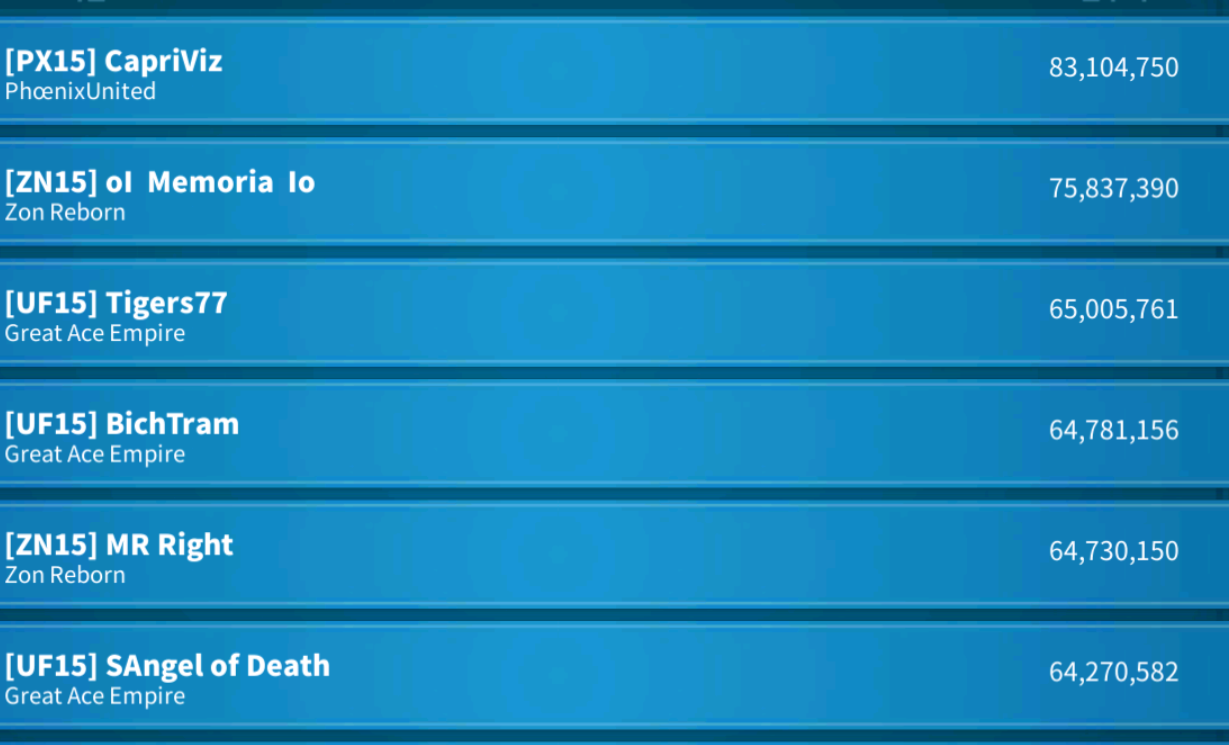 [PX15] CapriViz
PhœnixUnited
83,104,750
[ZN15] oI Memoria Io
Zon Reborn
75,837,390
[UF15] Tigers77
Great Ace Empire
65,005,761
[UF15] BichTram
Great Ace Empire
64,781,156
[ZN15] MR Right
Zon Reborn
64,730,150
[UF15] SAngel of Death
Great Ace Empire
64,270,582